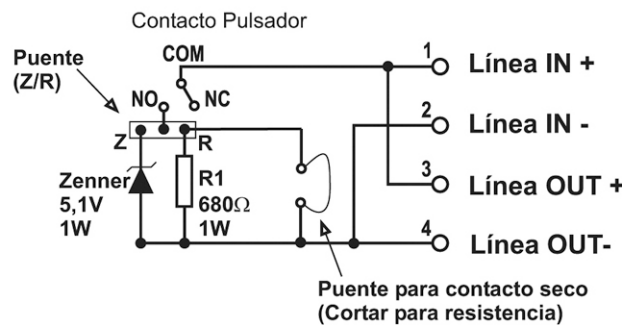 Contacto Pulsador
Puente
(Z/R)
COM
NO
NC
Z
R
Zenner
5,1V
1W
R1
680Ω
1W
1
Línea IN +
2
Línea IN -
3
Línea OUT +
4
Línea OUT-
Puente para contacto seco
(Cortar para resistencia)